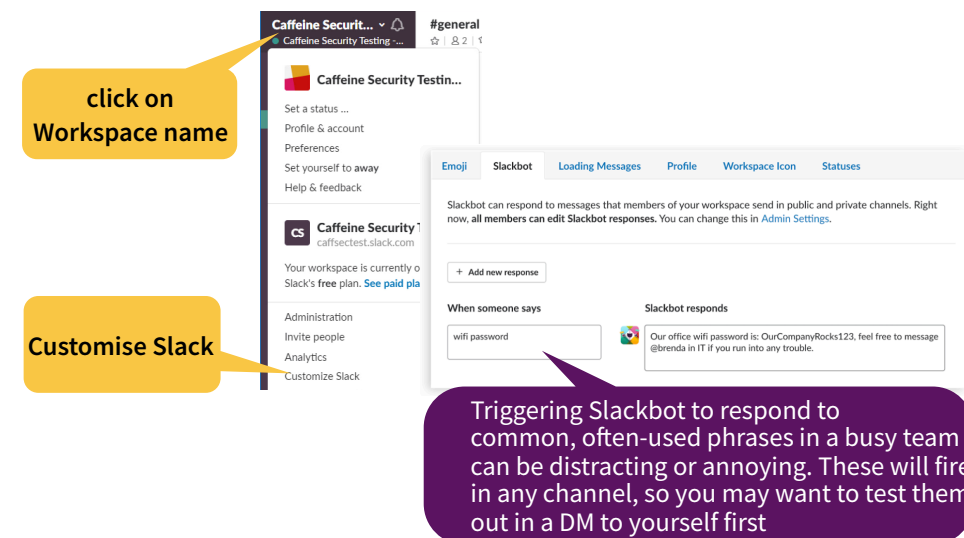 Caffeine Securit...
Caffeine Security Testing -...
#general
2
click on
Workspace name
Caffeine Security Testin...
Set a status ...
Profile & account
Preferences
Set yourself to away
Help & feedback
CS
Caffeine Security
caffsectest.slack.com
Your workspace is currently o
Slack's free plan. See paid pla
Administration
Invite people
Analytics
Customize Slack
Customise Slack
Emoji Slackbot Loading Messages Profile Workspace Icon Statuses
Slackbot can respond to messages that members of your workspace send in public and private channels. Right
now, all members can edit Slackbot responses. You can change this in Admin Settings.
+ Add new response
When someone says Slackbot responds
wifi password
Our office wifi password is: OurCompanyRocks123, feel free to message
@brenda in IT if you run into any trouble.
Triggering Slackbot to respond to
common, often-used phrases in a busy team
can be distracting or annoying. These will fire
in any channel, so you may want to test them
out in a DM to yourself first